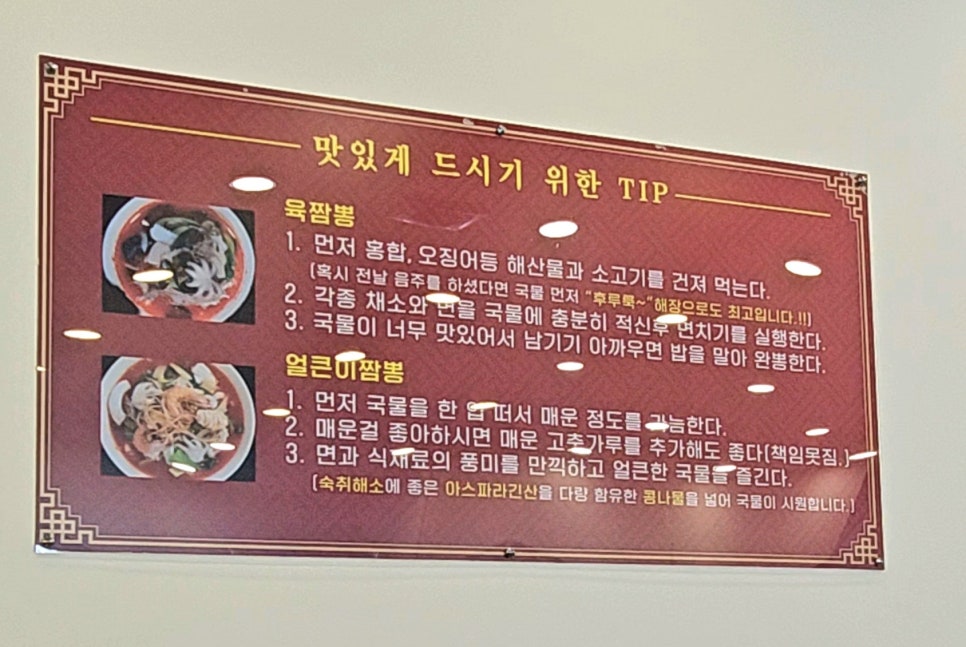 맛있게 드시기 위한 TIP
육짬뽕
1. 먼저 홍합, 오징어등 해산물과 소고기를 건져 먹는다.
(혹시 전날 음주를 하셨다면 국물 먼저 "후루룩~"해장으로도 최고입니다.!!)
2. 각종 채소와 면을 국물에 충분히 적신후 면치기를 실행한다.
3. 국물이 너무 맛있어서 남기기 아까우면 밥을 말아 완뽕한다.
얼큰이짬뽕
1. 먼저 국물을 한 입 떠서 매운 정도를 가늠한다.
2. 매운걸 좋아하시면 매운 고춧가루를 추가해도 좋다(책임못짐.)
3. 면과 식재료의 풍미를 만끽하고 얼큰한 국물을 즐긴다.
(숙취해소에 좋은 아스파라긴산을 다량 함유한 콩나물을 넣어 국물이 시원합니다.)